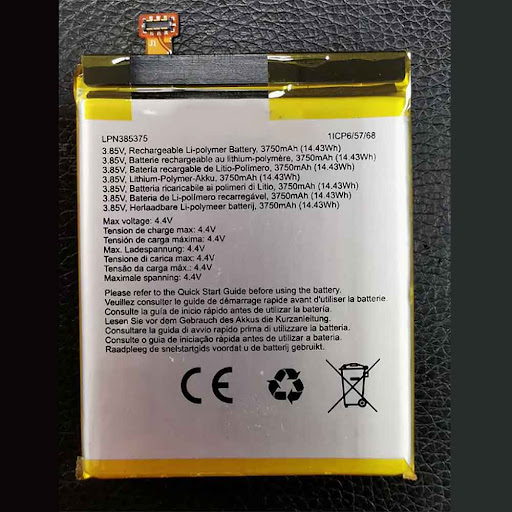 J1
LPN385375 1ICP6/57/68
3.85V, Rechargeable Li-polymer Battery, 3750mAh (14.43Wh)
3.85V, Batterie rechargeable au lithium-polymère, 3750mAh (14.43Wh)
3.85V, Batería recargable de Litio-Polímero, 3750mAh (14.43Wh)
3.85V, Lithium-Polymer-Akku, 3750mAh (14.43Wh)
3.85V, Batteria ricaricabile ai polimeri di Litio, 3750mAh (14.43Wh)
3.85V, Bateria de Li-polímero recarregável, 3750mAh (14.43Wh)
3.85V, Herlaadbare Li-polymeer batterij, 3750mAh (14.43Wh)
Max voltage: 4.4V
Tension de charge max: 4.4V
Tensión de carga máxima: 4.4V
Max. Ladespannung: 4.4V
Tensione di carica max: 4.4V
Tensão da carga máx.: 4.4V
Maximale spanning: 4.4V
Please refer to the Quick Start Guide before using the battery.
Veuillez consulter le guide de démarrage rapide avant d'utiliser la batterie.
Consulte la guía de inicio rápido antes de utilizar la batería.
Lesen Sie vor dem Gebrauch des Akkus die Kurzanleitung.
Consultare la guida di avvio rapido prima di utilizzare la batteria.
Consulte o guia de iniciação rápida antes de utilizar a bateria.
Raadpleeg de snelstartgids voordat u de batterij gebruikt.
CE